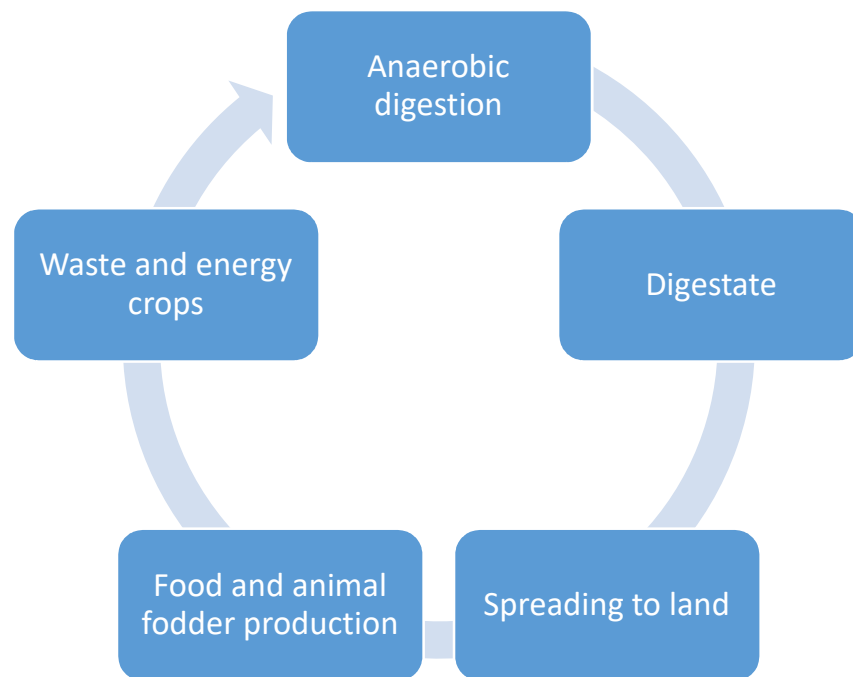 Anaerobic
digestion
Digestate
Spreading to land
Food and animal
fodder production
Waste and energy
crops